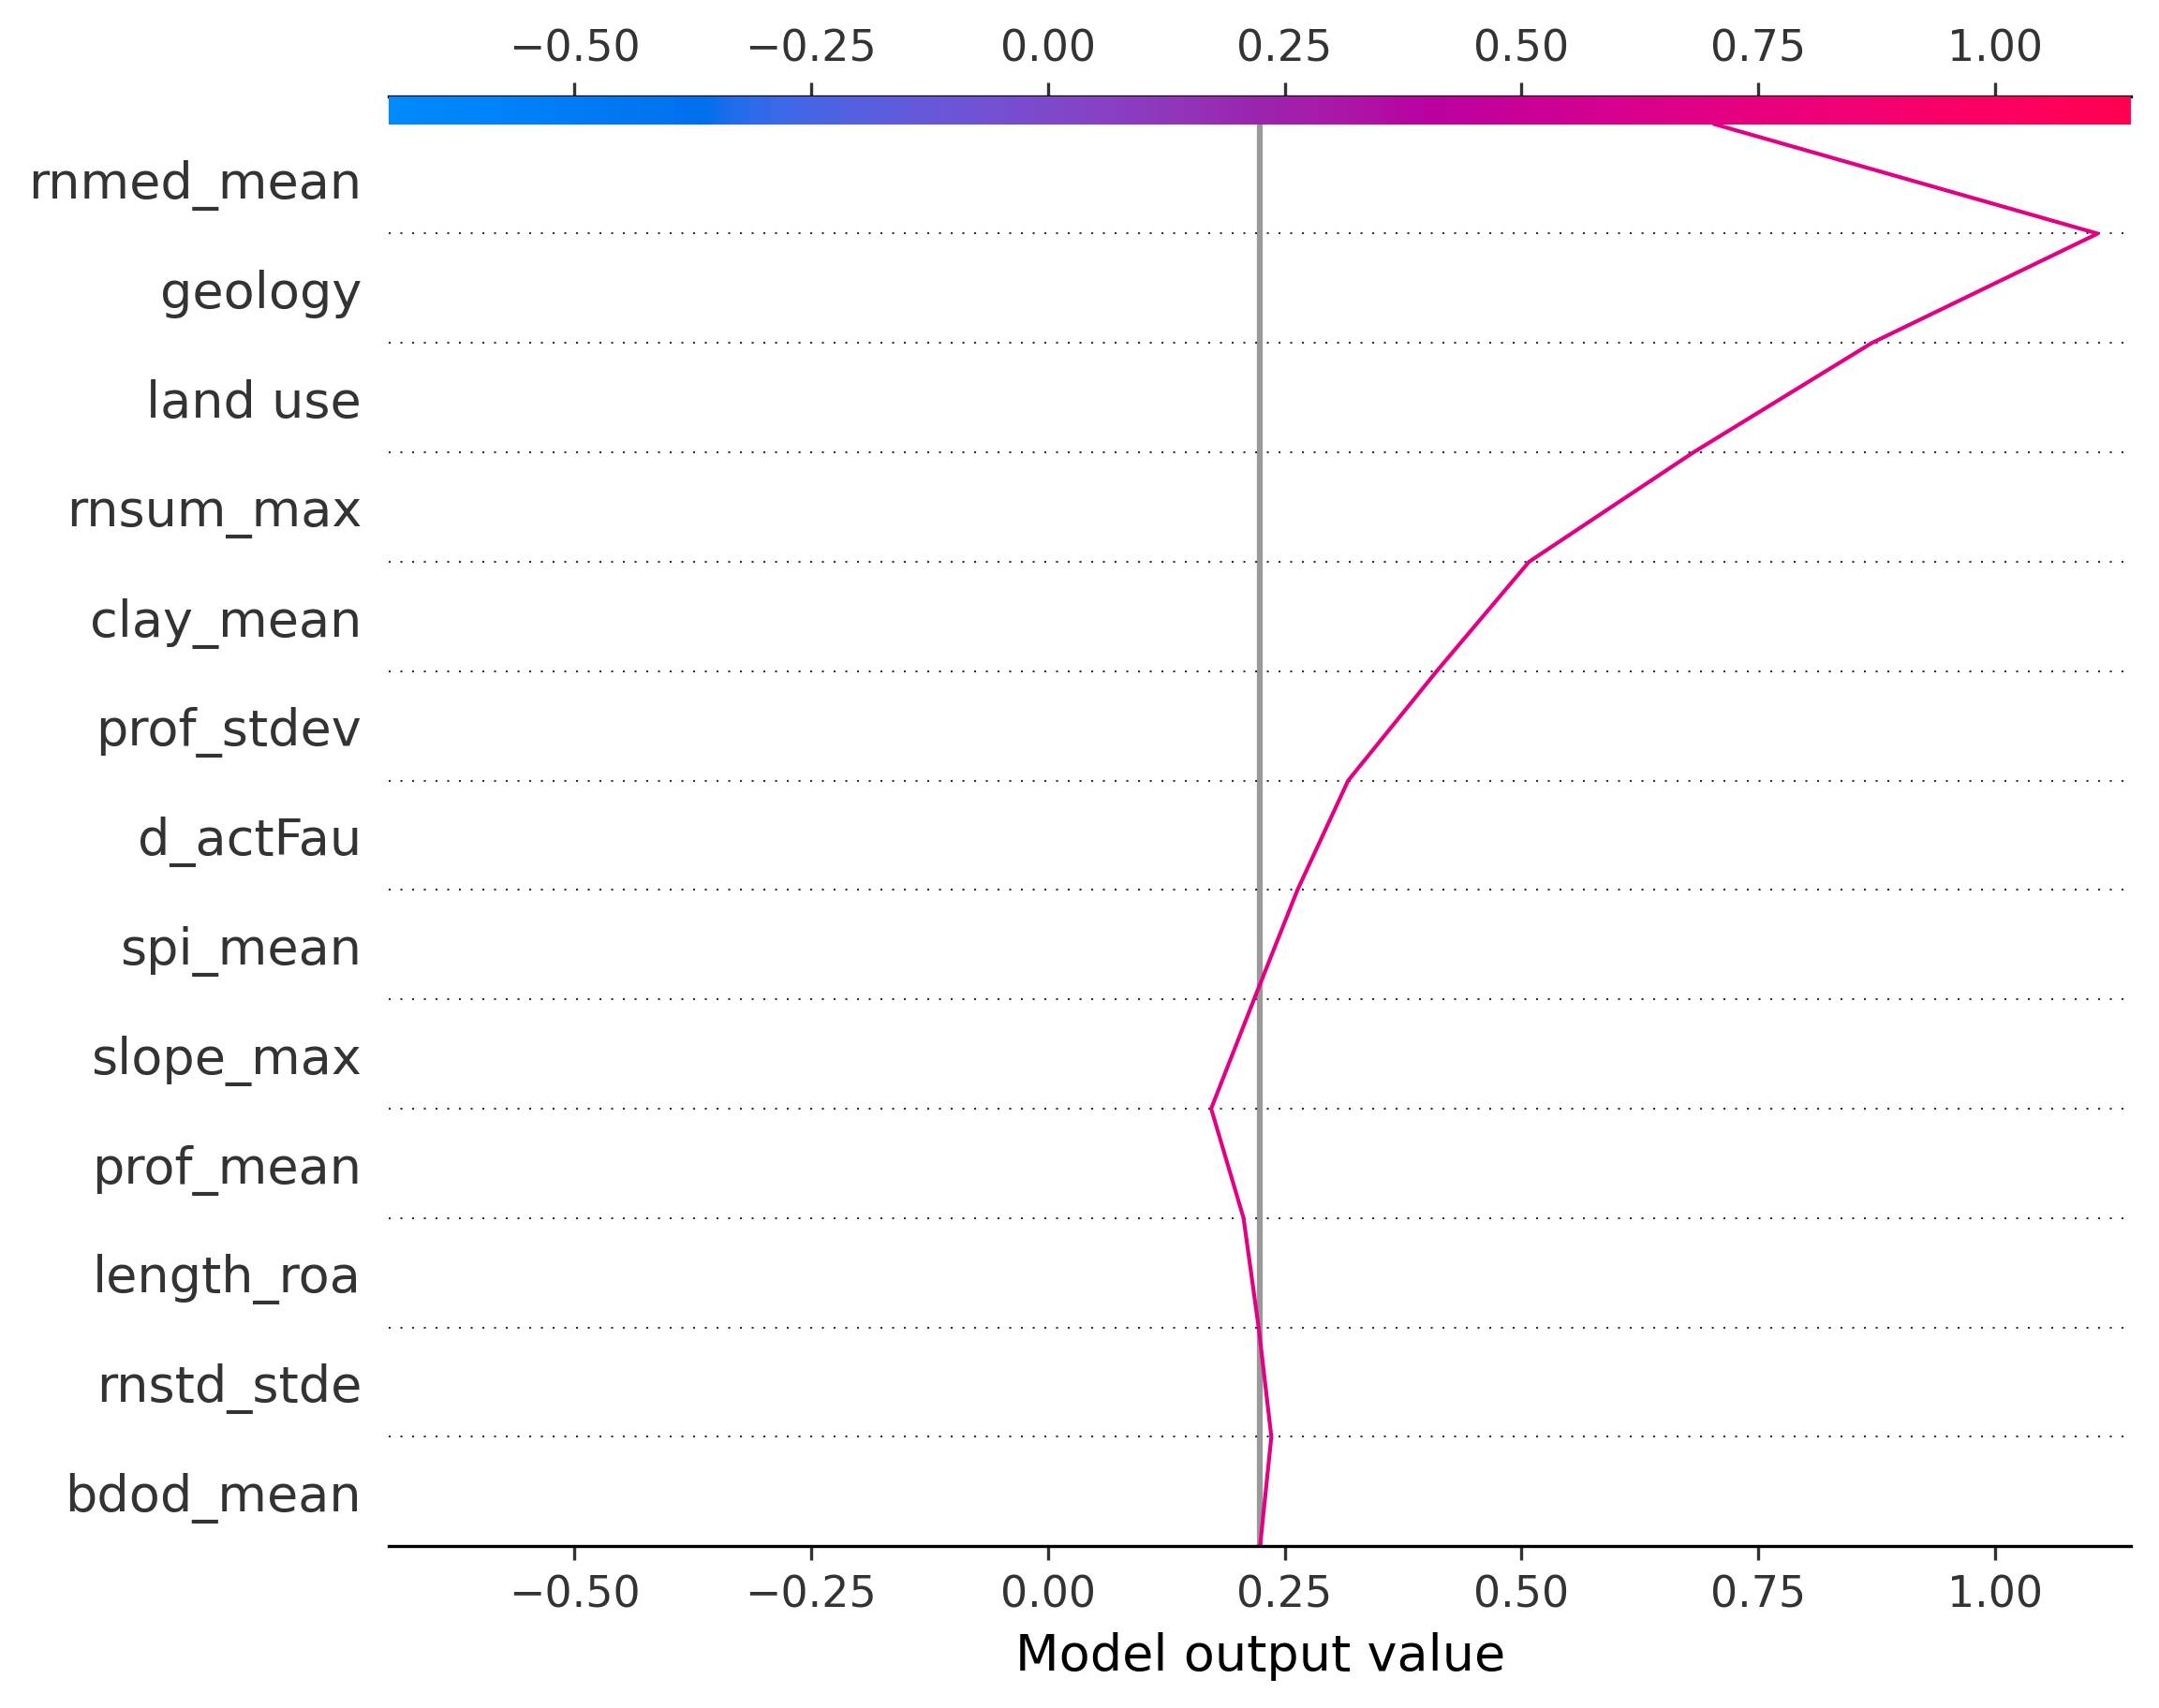 −0.50 −0.25 0.00 0.25 0.50 0.75 1.00
rnmed_mean
geology
land use
rnsum_max
clay_mean
prof_stdev
d_actFau
spi_mean
slope_max
prof_mean
length_roa
rnstd_stde
bdod_mean
−0.50 −0.25 0.00 0.25 0.50 0.75 1.00
Model output value